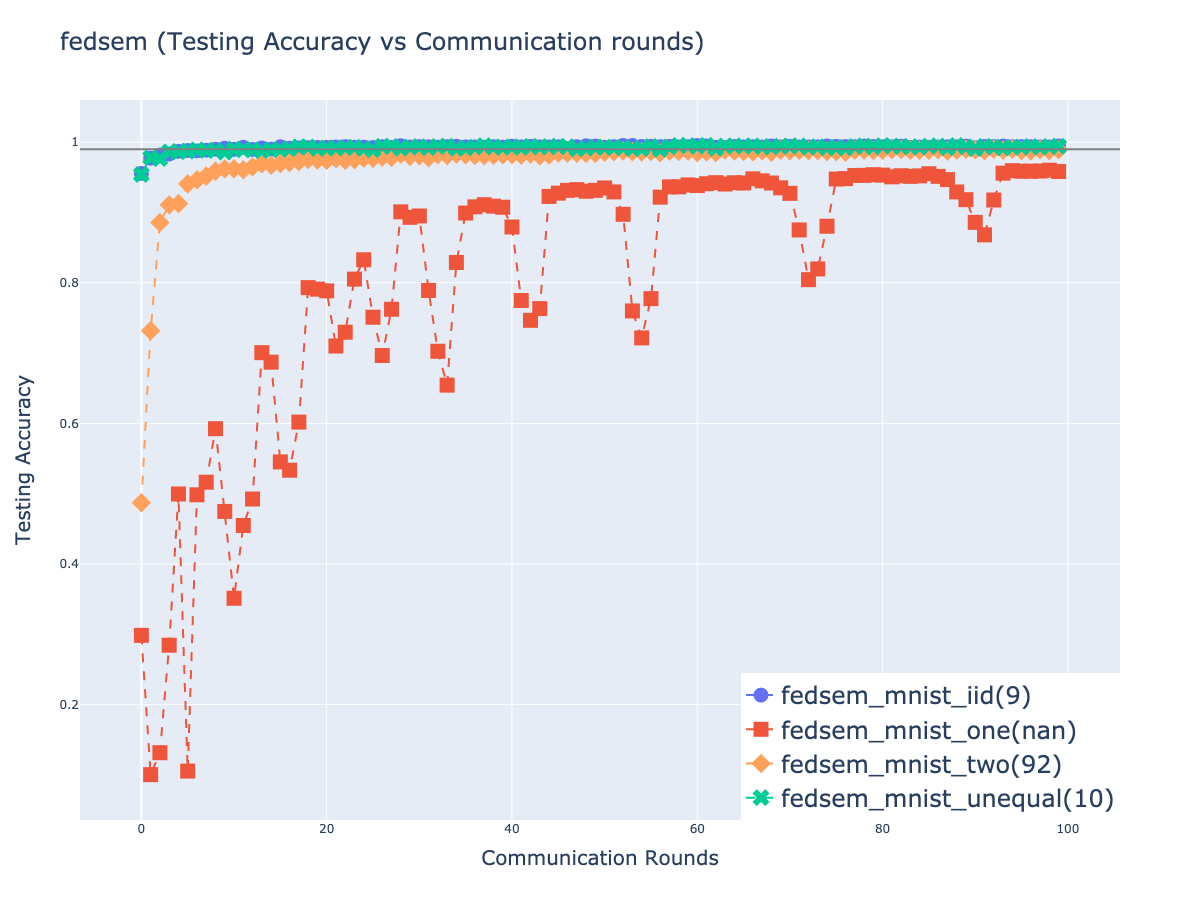 fedsem (Testing Accuracy vs Communication rounds)
1
0.8
0.6
0.4
0.2
Testing Accuracy
0
20
40
60
80
100
Communication Rounds
fedsem_mnist_iid(9)
fedsem_mnist_one(nan)
fedsem_mnist_two(92)
fedsem_mnist_unequal(10)